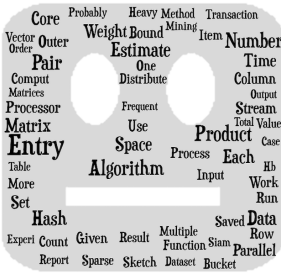 Core Probably Heavy Method Transaction
Vector Outer Weight Bound Mining Item Number
Order
Pair Estimate Time
Comput One Column
Matrices Distribute Output
Processor Frequent Stream
Matrix Use Total Value
Entry Space Product Case
Table Algorithm Process Each Hb
More Input Work
Set Run
Hash Saved Data
Experi Count Given Result Multiple Row
Function Siam Parallel
Report Sparse Sketch Dataset Bucket